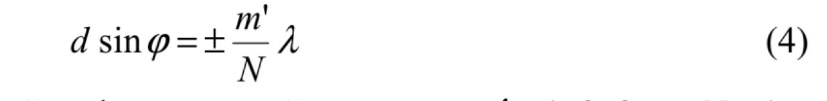 d sin φ = ± m'/N λ (4)